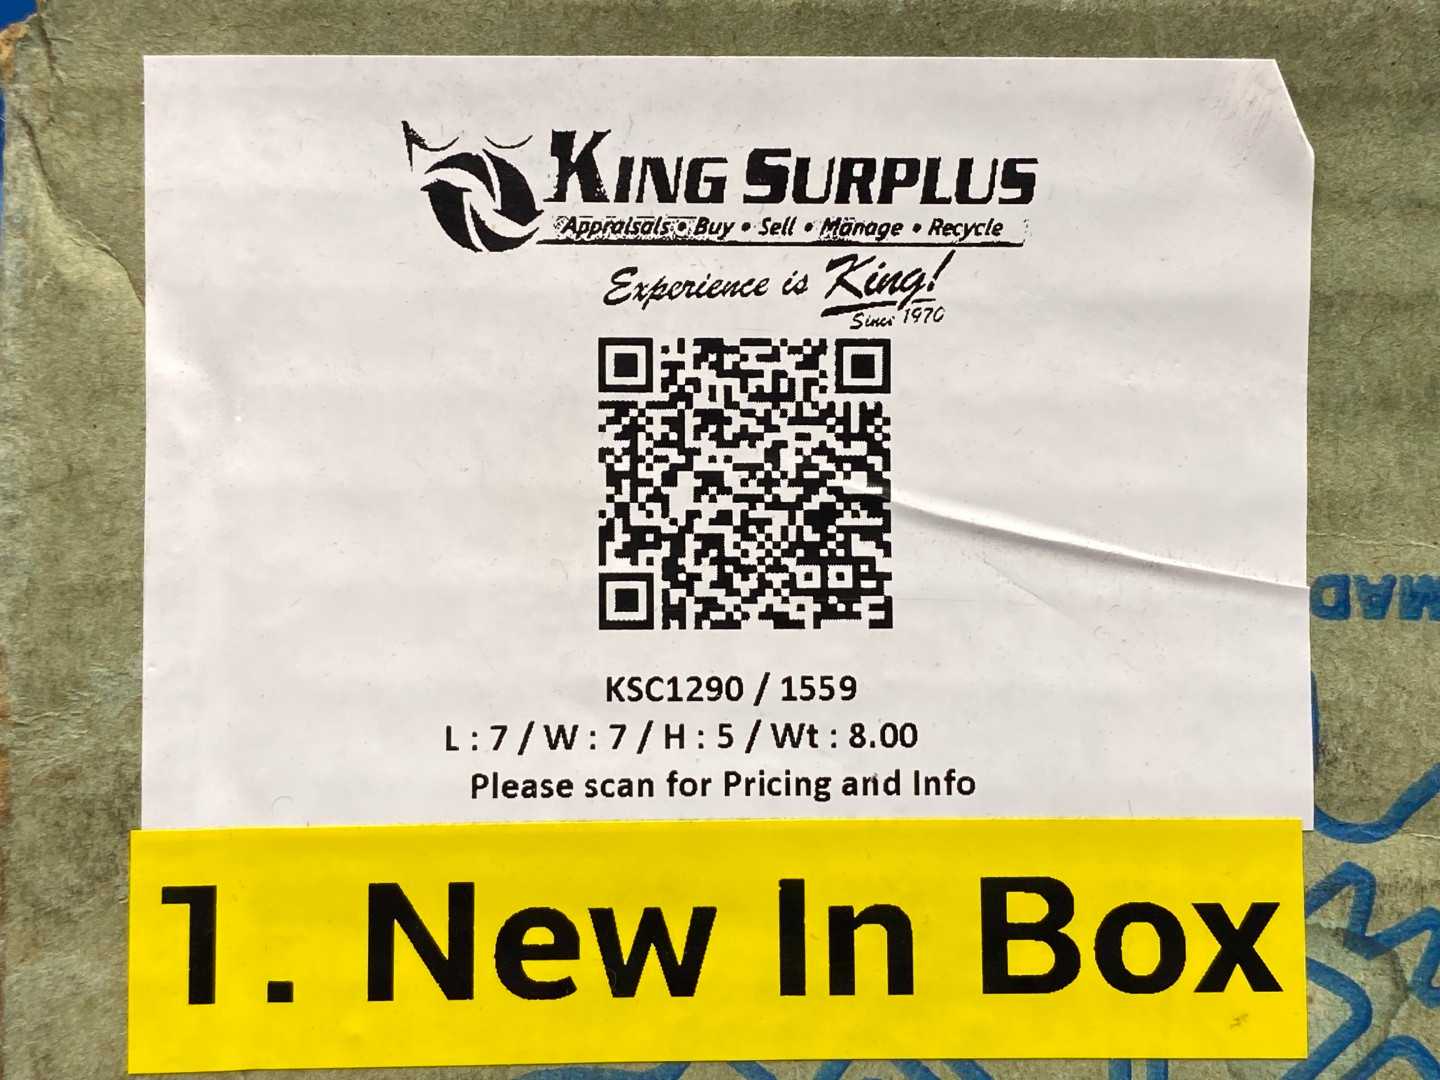 KING SURPLUS
Appraisals • Buy • Sell • Manage • Recycle
Experience is King!
Since 1970
KSC1290 / 1559
L : 7 / W : 7 / H : 5 / Wt : 8.00
Please scan for Pricing and Info
1. New In Box
MAD